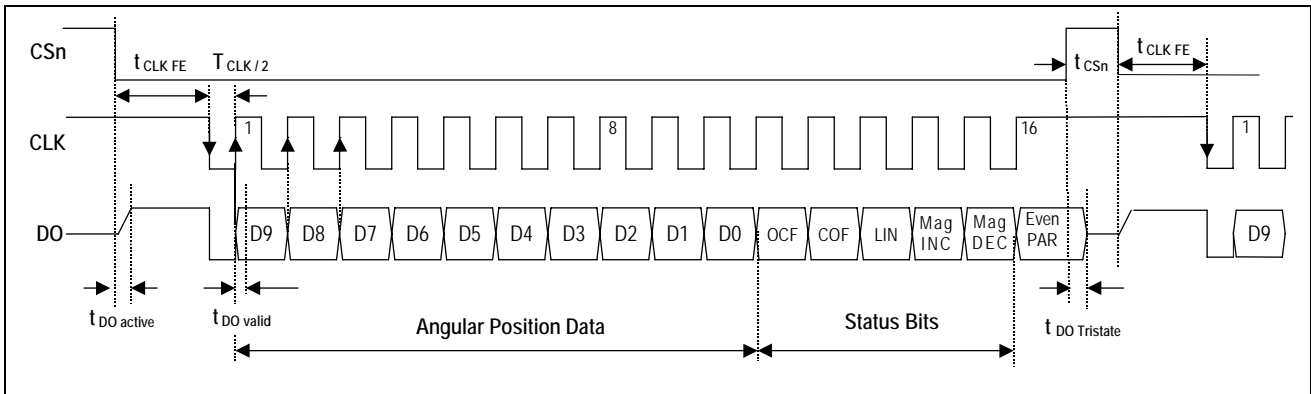 CSn
t CLK FE
T CLK / 2
t CSn
t CLK FE
CLK
1
8
16
1
DO
D9
D8
D7
D6
D5
D4
D3
D2
D1
D0
OCF
COF
LIN
Mag
INC
Mag
DEC
Even
PAR
D9
t DO active
t DO valid
Angular Position Data
Status Bits
t DO Tristate